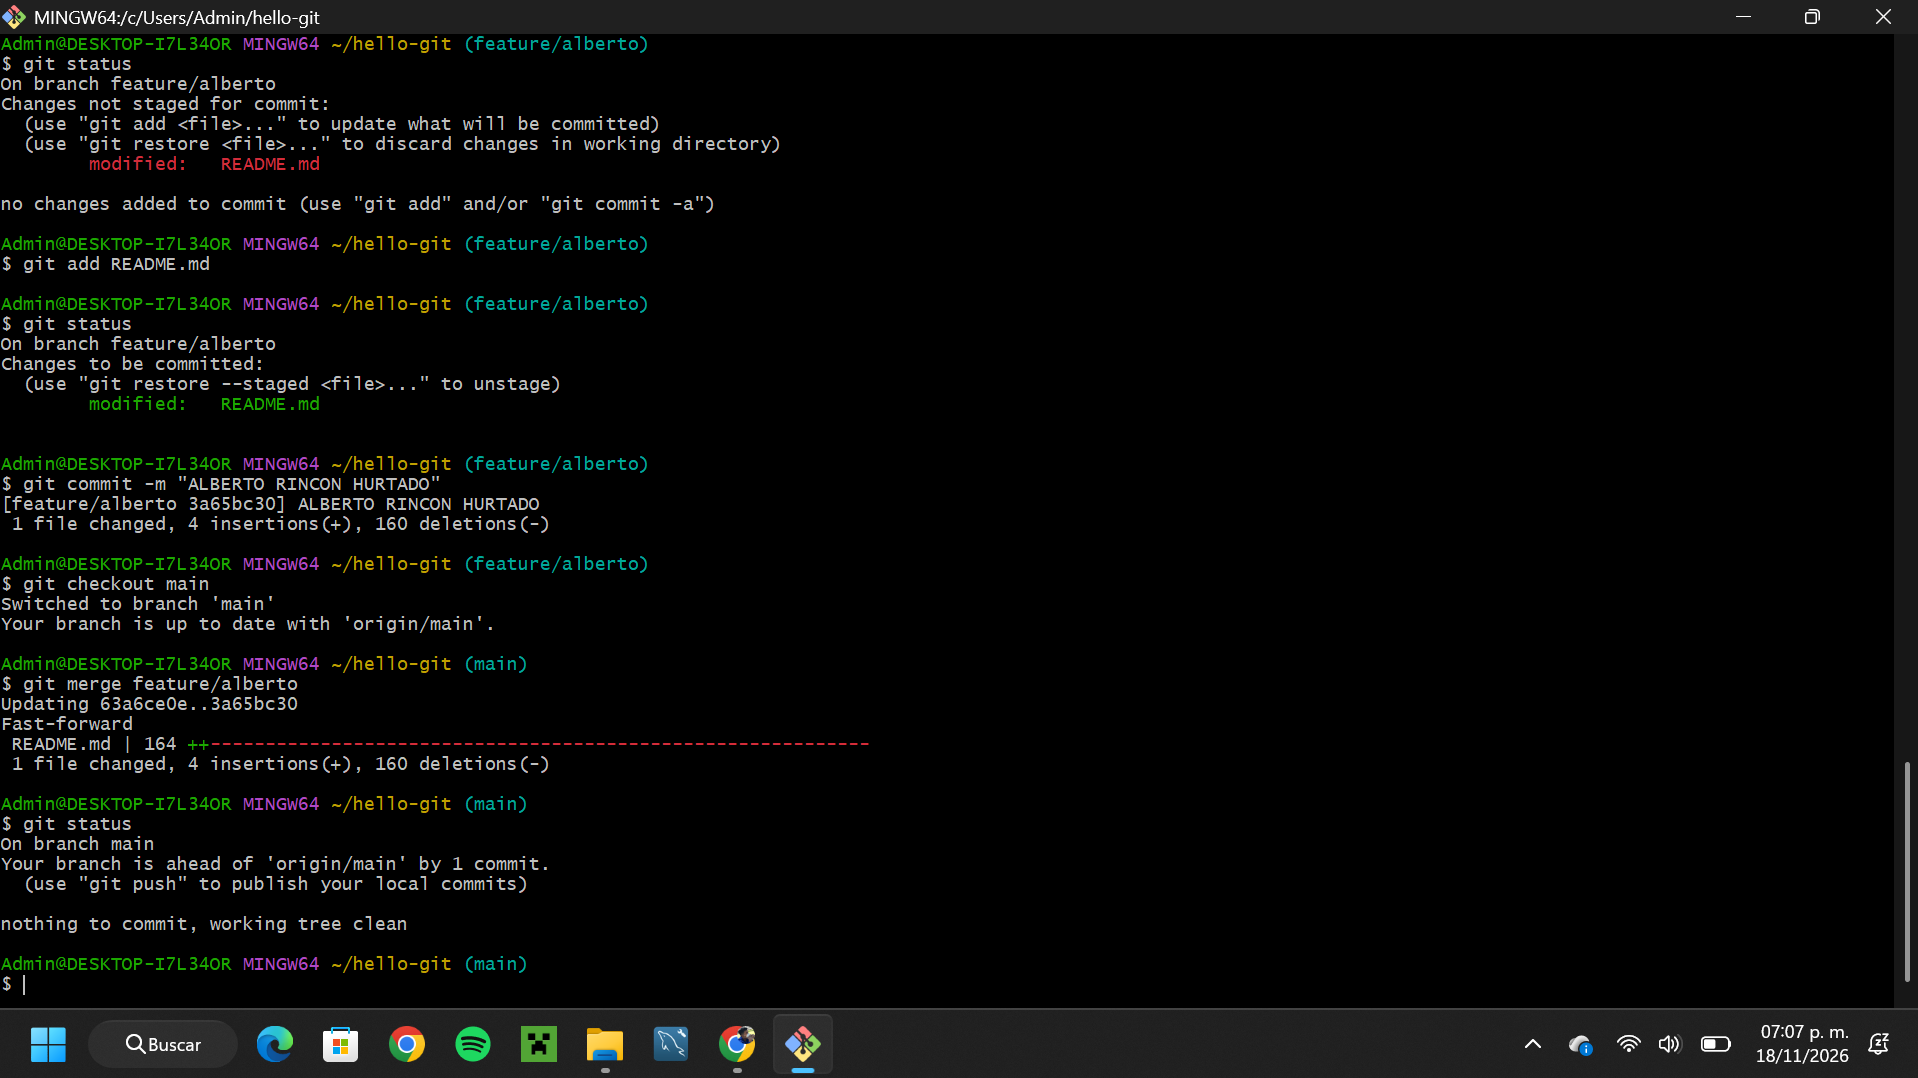 MINGW64:/c/Users/Admin/hello-git
Admin@DESKTOP-I7L34OR MINGW64 ~/hello-git (feature/alberto)
$ git status
On branch feature/alberto
Changes not staged for commit:
  (use "git add <file>..." to update what will be committed)
  (use "git restore <file>..." to discard changes in working directory)
        modified:   README.md
no changes added to commit (use "git add" and/or "git commit -a")
Admin@DESKTOP-I7L34OR MINGW64 ~/hello-git (feature/alberto)
$ git add README.md
Admin@DESKTOP-I7L34OR MINGW64 ~/hello-git (feature/alberto)
$ git status
On branch feature/alberto
Changes to be committed:
  (use "git restore --staged <file>..." to unstage)
        modified:   README.md
Admin@DESKTOP-I7L34OR MINGW64 ~/hello-git (feature/alberto)
$ git commit -m "ALBERTO RINCON HURTADO"
[feature/alberto 3a65bc30] ALBERTO RINCON HURTADO
 1 file changed, 4 insertions(+), 160 deletions(-)
Admin@DESKTOP-I7L34OR MINGW64 ~/hello-git (feature/alberto)
$ git checkout main
Switched to branch 'main'
Your branch is up to date with 'origin/main'.
Admin@DESKTOP-I7L34OR MINGW64 ~/hello-git (main)
$ git merge feature/alberto
Updating 63a6ce0e..3a65bc30
Fast-forward
 README.md | 164 ++------------------------------------------------------------
 1 file changed, 4 insertions(+), 160 deletions(-)
Admin@DESKTOP-I7L34OR MINGW64 ~/hello-git (main)
$ git status
On branch main
Your branch is ahead of 'origin/main' by 1 commit.
  (use "git push" to publish your local commits)
nothing to commit, working tree clean
Admin@DESKTOP-I7L34OR MINGW64 ~/hello-git (main)
$
Buscar
07:07 p. m.
18/11/2026